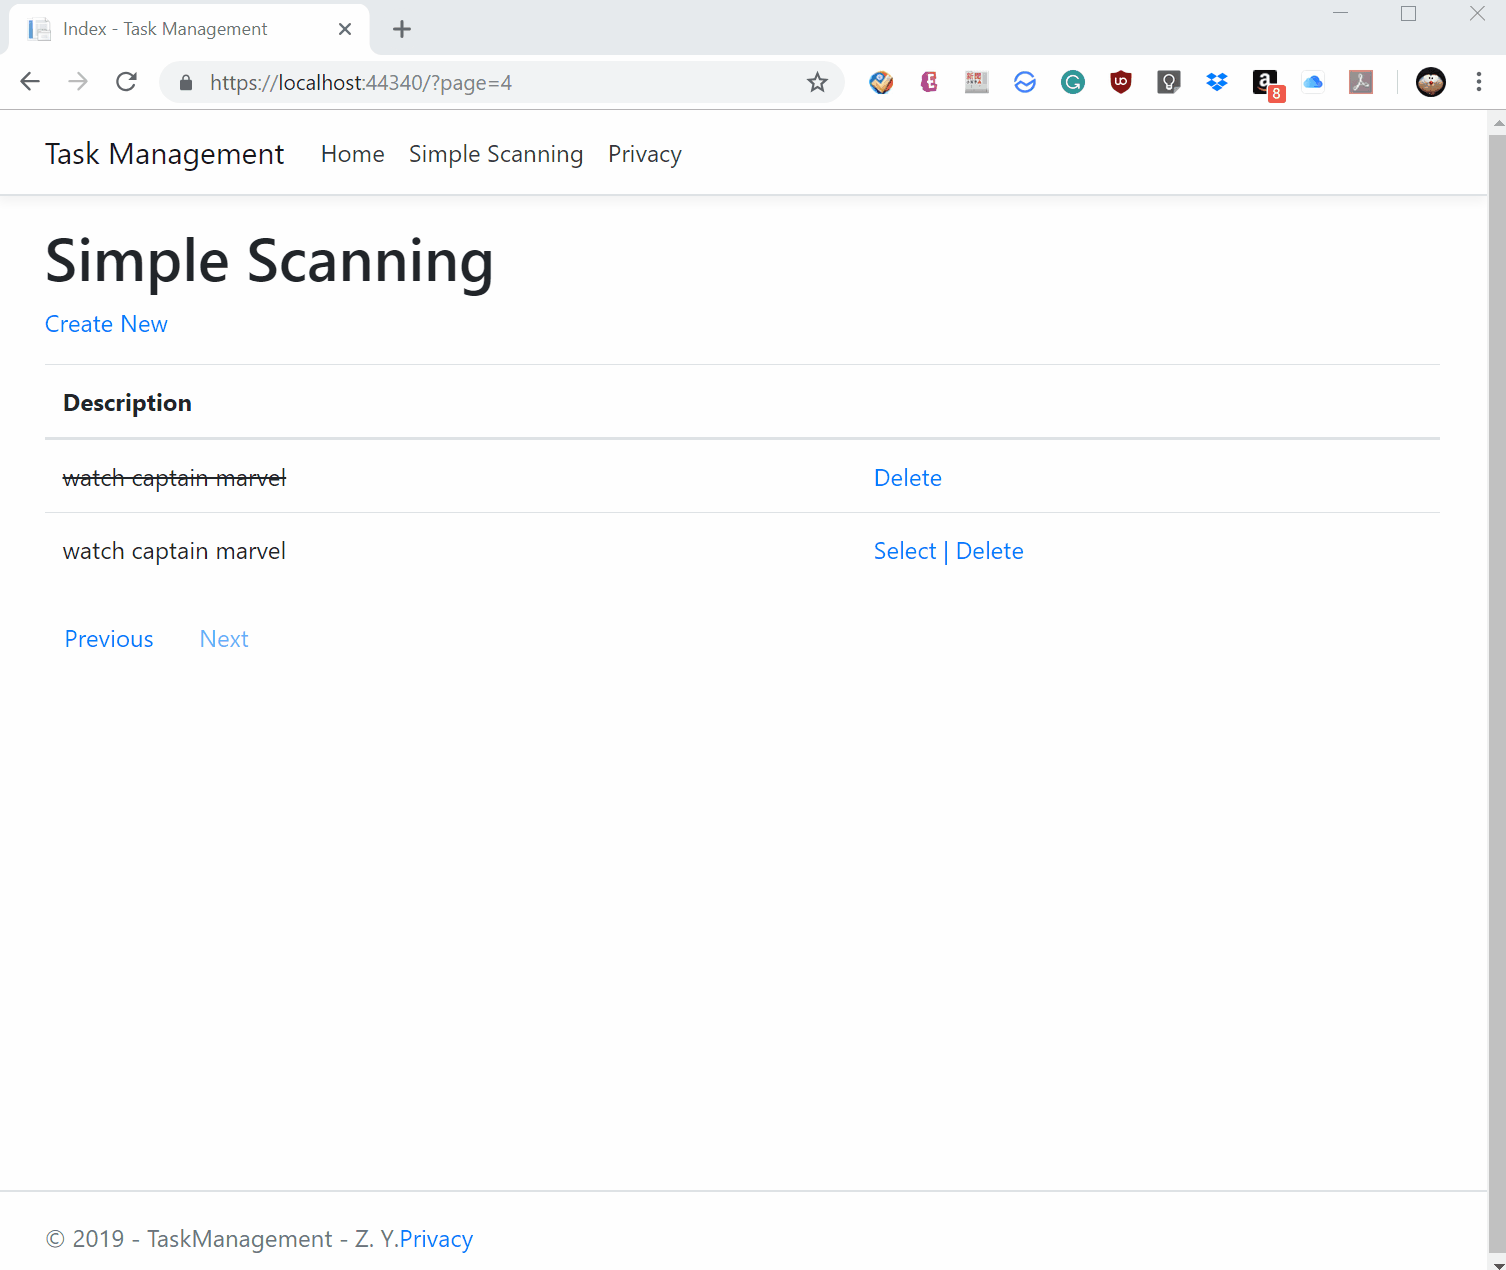 Index - Task Management
https://localhost:44340/?page=4
8
Task Management Home Simple Scanning Privacy
Simple Scanning
Create New
Description
watch captain marvel Delete
watch captain marvel Select | Delete
Previous Next
© 2019 - TaskManagement - Z. Y.Privacy